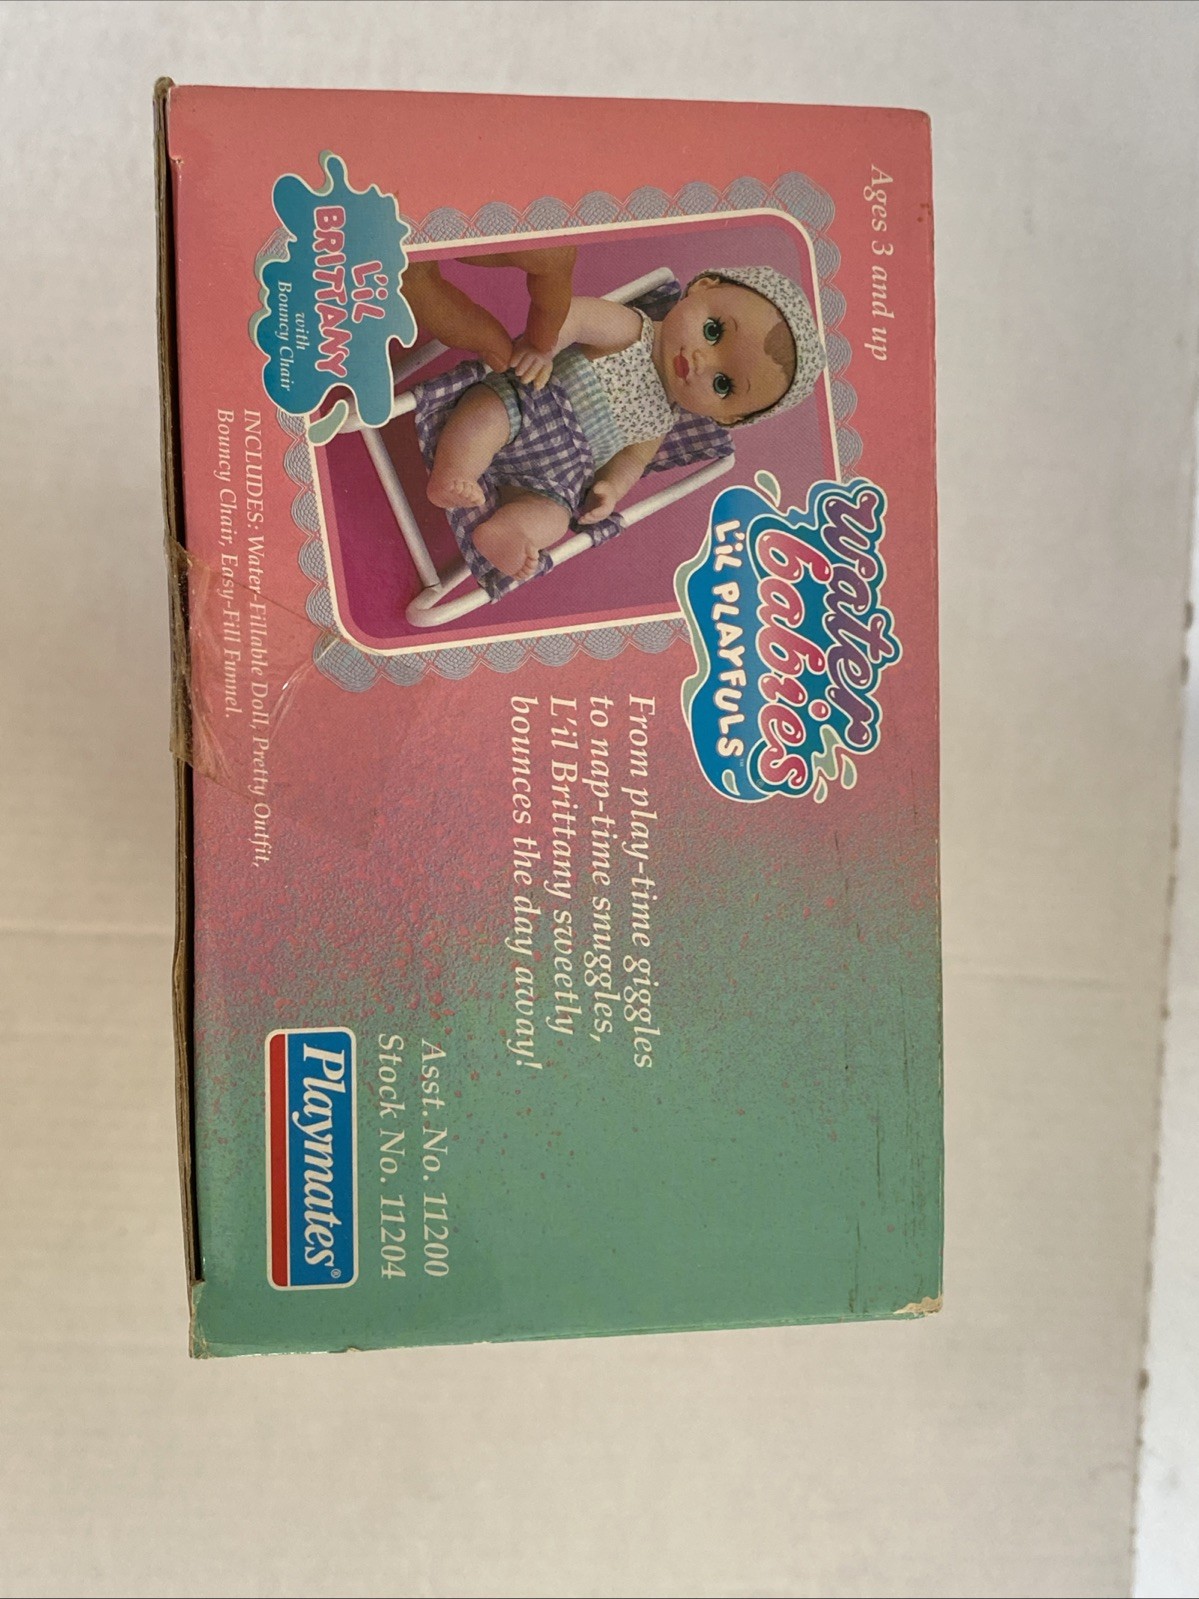 Ages 3 and up
water
babies®
L'IL PLAYFULS™
From play-time giggles
to nap-time snuggles,
L'il Brittany sweetly
bounces the day away!
L'IL
BRITTANY
with
Bouncy Chair
INCLUDES: Water-Fillable Doll, Pretty Outfit,
Bouncy Chair, Easy-Fill Funnel.
Asst. No. 11200
Stock No. 11204
Playmates®